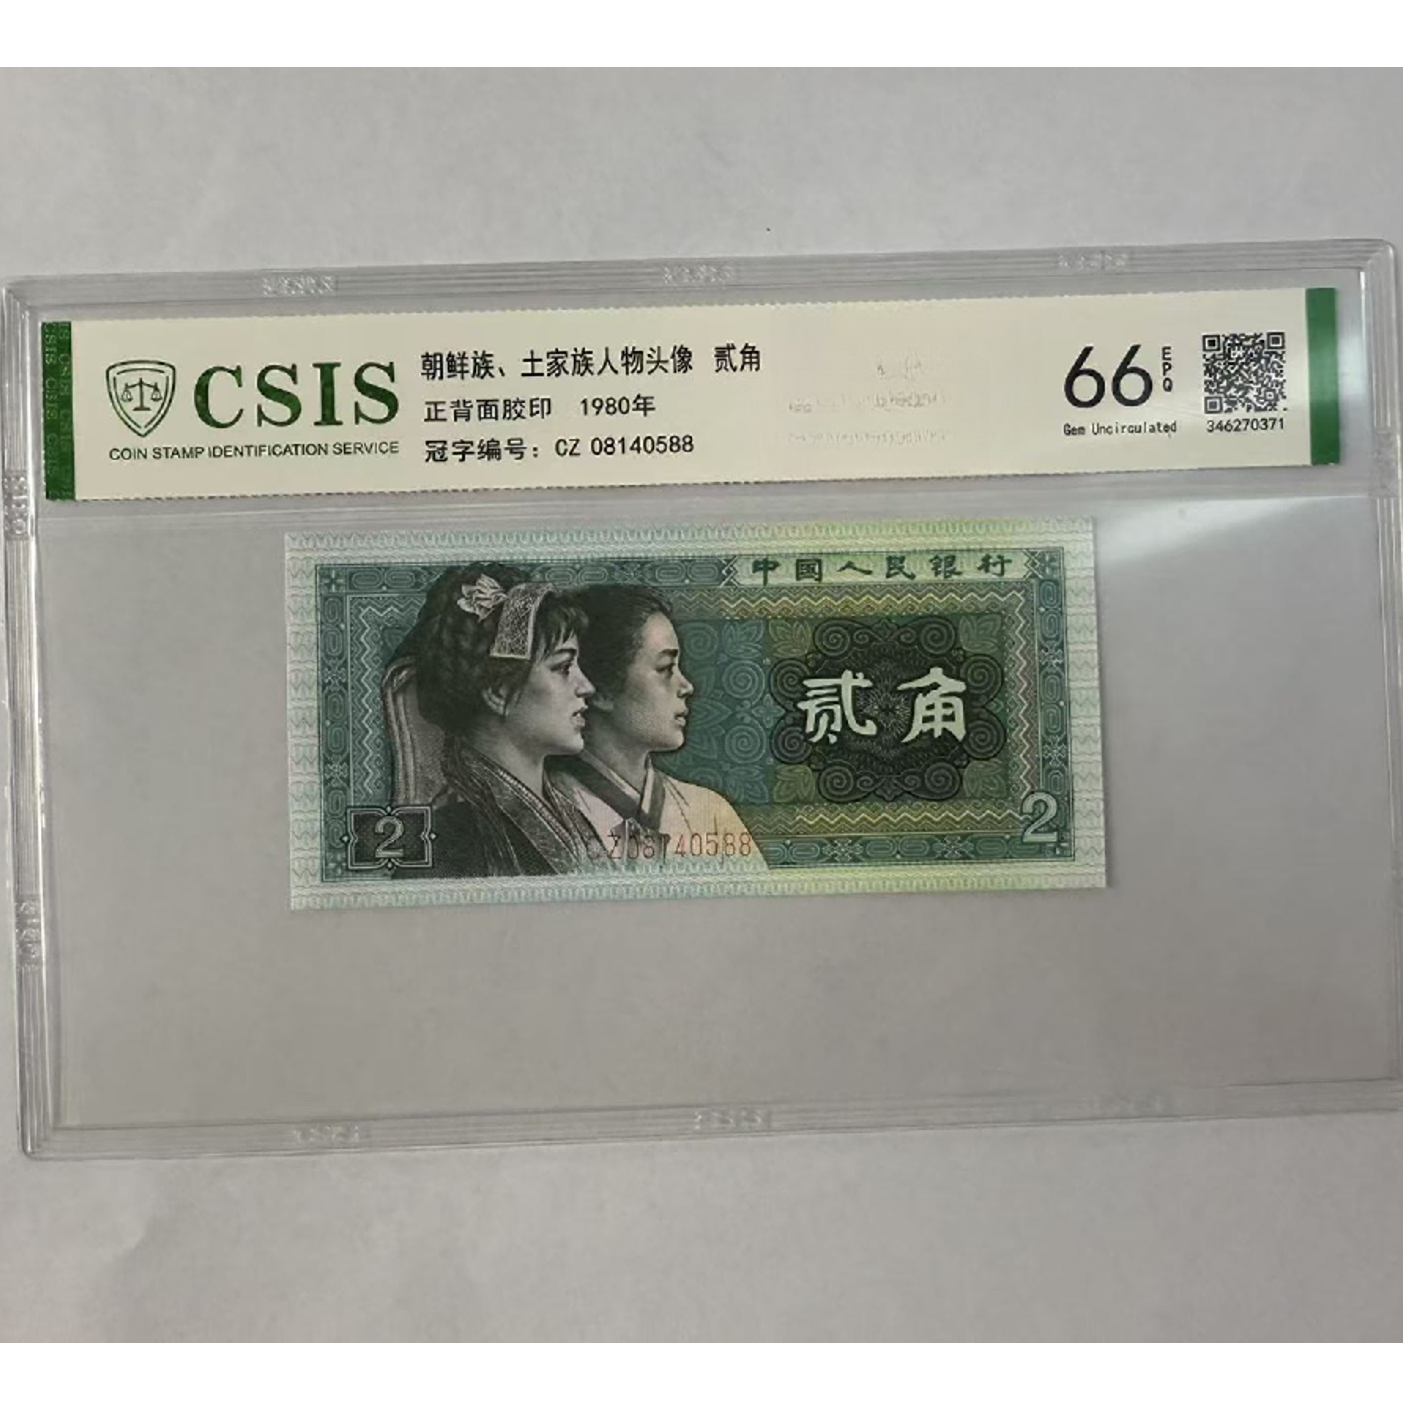 CSIS
COIN STAMP IDENTIFICATION SERVICE
朝鲜族、土家族人物头像 贰角
正背面胶印 1980年
冠字编号：CZ 08140588
66 EPQ
Gem Uncirculated
346270371
中国人民银行
贰角
2
2
CZ08140588